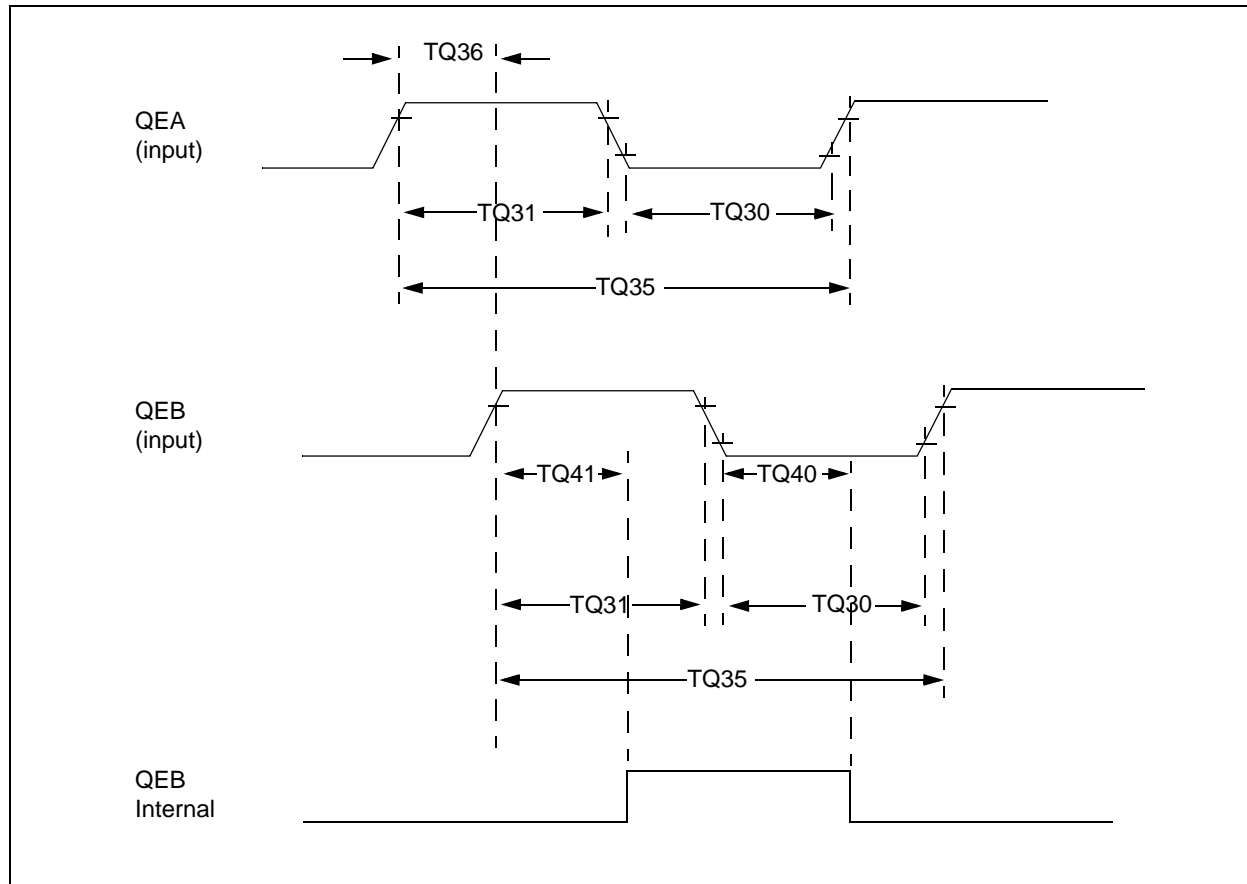 TQ36
QEA
(input)
TQ31
TQ30
TQ35
QEB
(input)
TQ41
TQ40
TQ31
TQ30
TQ35
QEB
Internal